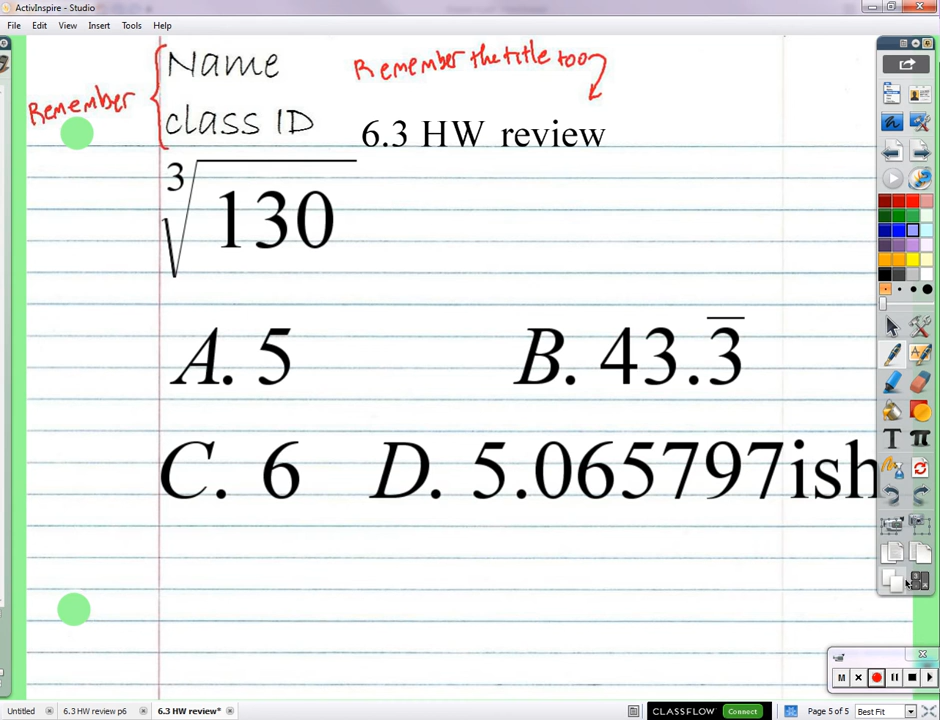 ActivInspire - Studio
File Edit View Insert Tools Help
Name
Remember the title too
Remember
class ID
6.3 HW review
∛130
A. 5
B. 43.3̅
C. 6
D. 5.065797ish
M
Untitled
6.3 HW review p6
6.3 HW review*
Page 5 of 5
CLASSFLOW
Connect
Best Fit